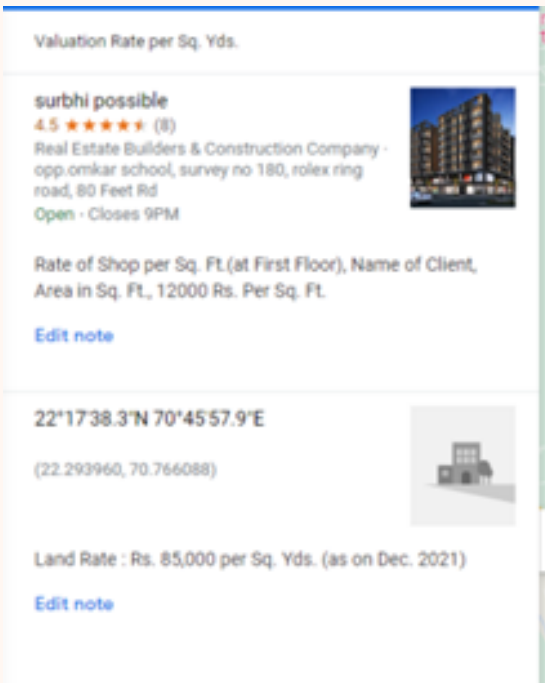 Valuation Rate per Sq. Yds.
surbhi possible
4.5 ★★★★★ (8)
Real Estate Builders & Construction Company ·
opp.omkar school, survey no 180, rolex ring
road, 80 Feet Rd
Open · Closes 9PM
Rate of Shop per Sq. Ft.(at First Floor), Name of Client,
Area in Sq. Ft., 12000 Rs. Per Sq. Ft.
Edit note
22°17'38.3"N 70°45'57.9"E
(22.293960, 70.766088)
Land Rate : Rs. 85,000 per Sq. Yds. (as on Dec. 2021)
Edit note